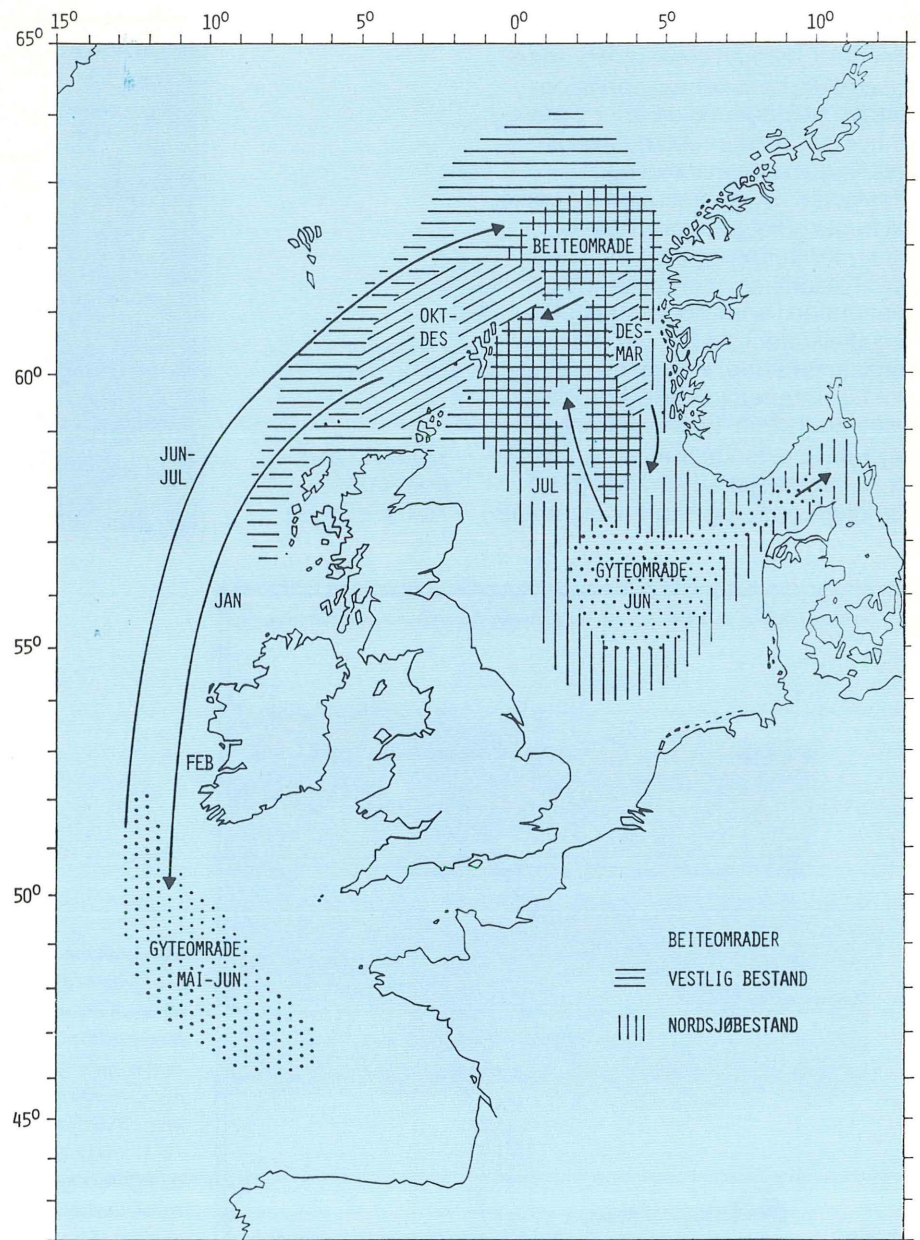 15° 10° 5° 0° 5° 10°
65°
BEITEOMRADE
OKT-
DES
DES-
MAR
60°
JUN-
JUL
JUL
GYTEOMRADE
JUN
JAN
55°
FEB
50°
GYTEOMRADE
MAI-JUN
BEITEOMRADER
VESTLIG BESTAND
NORDSJØBESTAND
45°